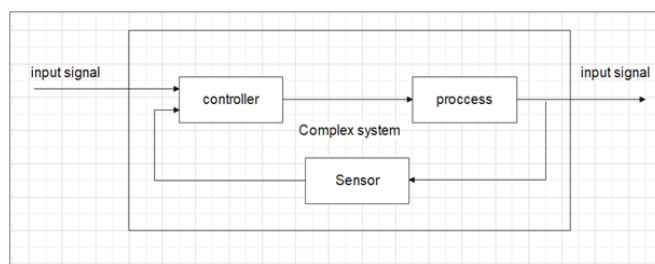 input signal
controller
proccess
input signal
Complex system
Sensor